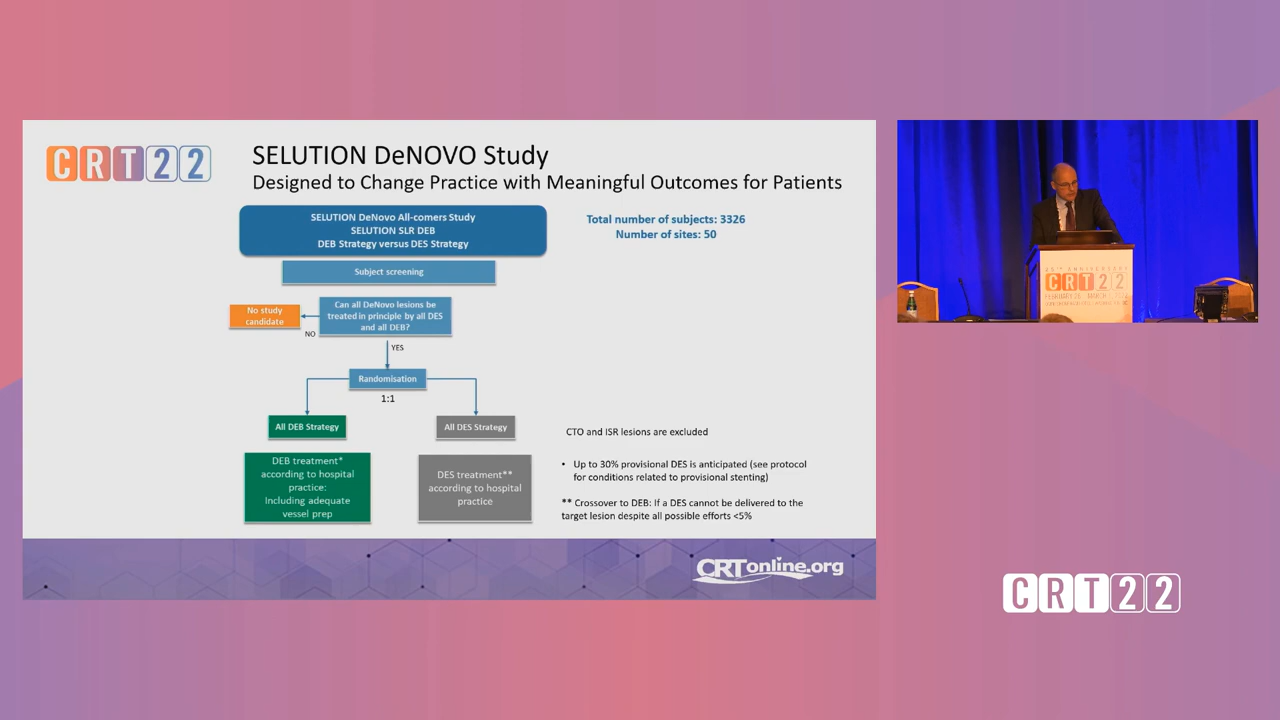 CRT22
SELUTION DeNOVO Study
Designed to Change Practice with Meaningful Outcomes for Patients
SELUTION DeNovo All-comers Study
SELUTION SLR DEB
DEB Strategy versus DES Strategy
Total number of subjects: 3326
Number of sites: 50
Subject screening
No study
candidate
NO
Can all DeNovo lesions be
treated in principle by all DES
and all DEB?
YES
Randomisation
1:1
All DEB Strategy
All DES Strategy
DEB treatment*
according to hospital
practice:
Including adequate
vessel prep
DES treatment**
according to hospital
practice
CTO and ISR lesions are excluded
• Up to 30% provisional DES is anticipated (see protocol
for conditions related to provisional stenting)
** Crossover to DEB: If a DES cannot be delivered to the
target lesion despite all possible efforts <5%
CRTonline.org
CRT22
CRT22